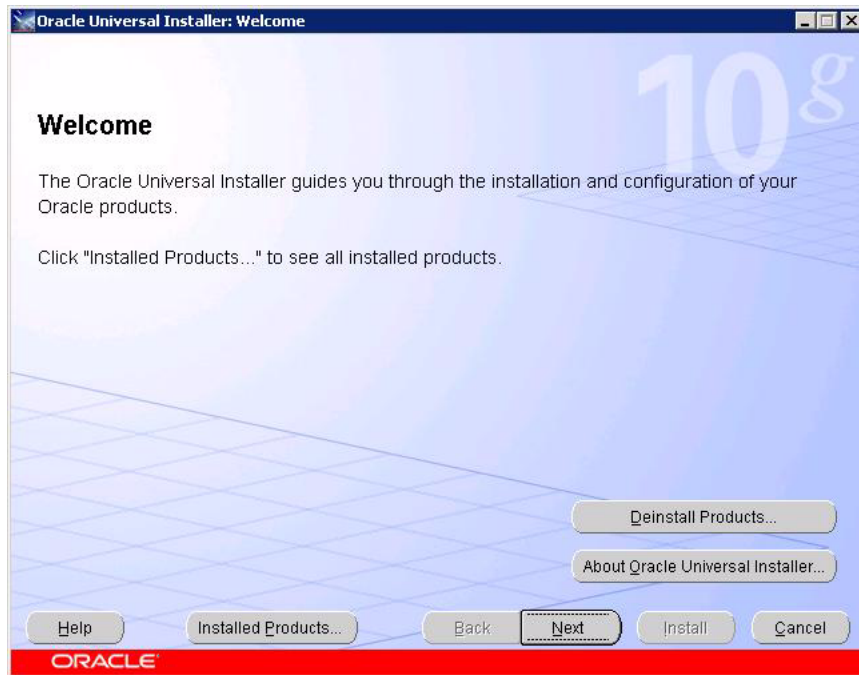 Oracle Universal Installer: Welcome
10g
Welcome
The Oracle Universal Installer guides you through the installation and configuration of your
Oracle products.
Click "Installed Products..." to see all installed products.
Deinstall Products...
About Oracle Universal Installer...
Help Installed Products... Back Next Install Cancel
ORACLE